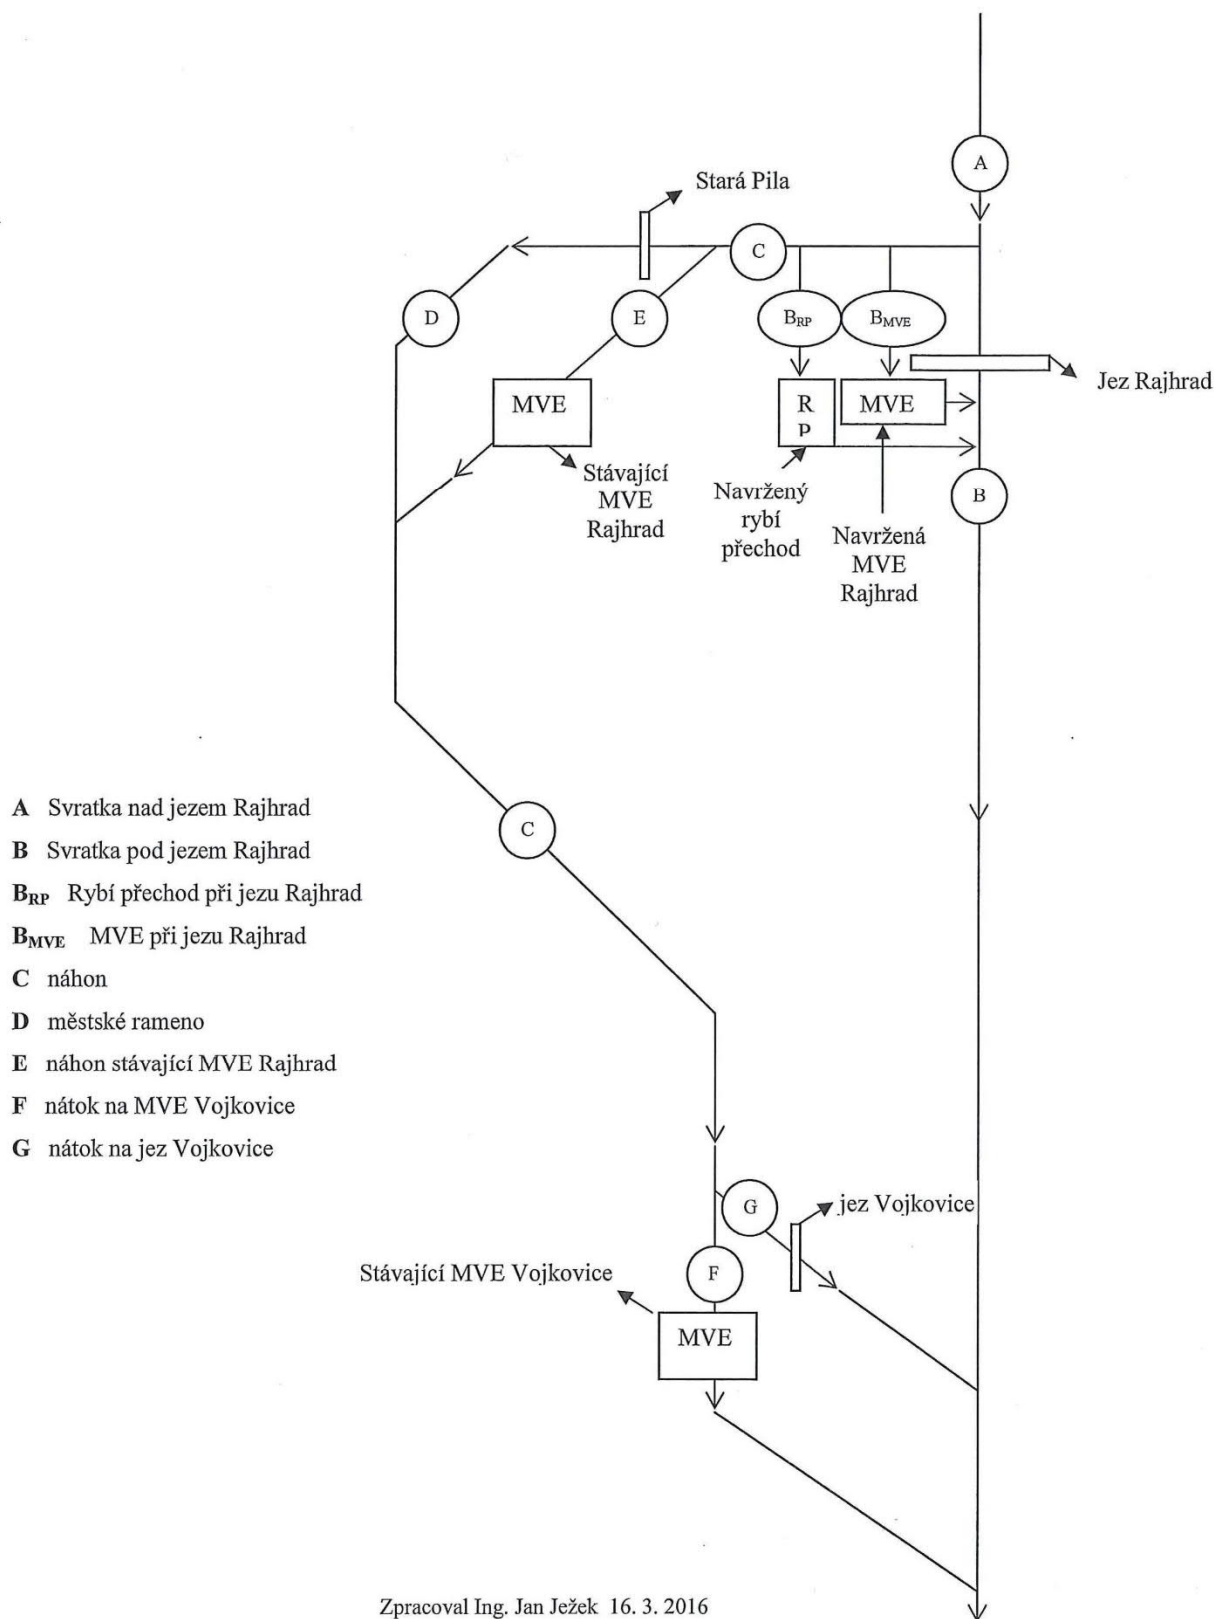 A
Stará Pila
C
D
E
B_RP
B_MVE
Jez Rajhrad
MVE
R
P
MVE
Stávající
MVE
Rajhrad
Navržený
rybí
přechod
Navržená
MVE
Rajhrad
B
A Svratka nad jezem Rajhrad
B Svratka pod jezem Rajhrad
B_RP Rybí přechod při jezu Rajhrad
B_MVE MVE při jezu Rajhrad
C náhon
D městské rameno
E náhon stávající MVE Rajhrad
F nátok na MVE Vojkovice
G nátok na jez Vojkovice
C
G
jez Vojkovice
F
Stávající MVE Vojkovice
MVE
Zpracoval Ing. Jan Ježek 16. 3. 2016